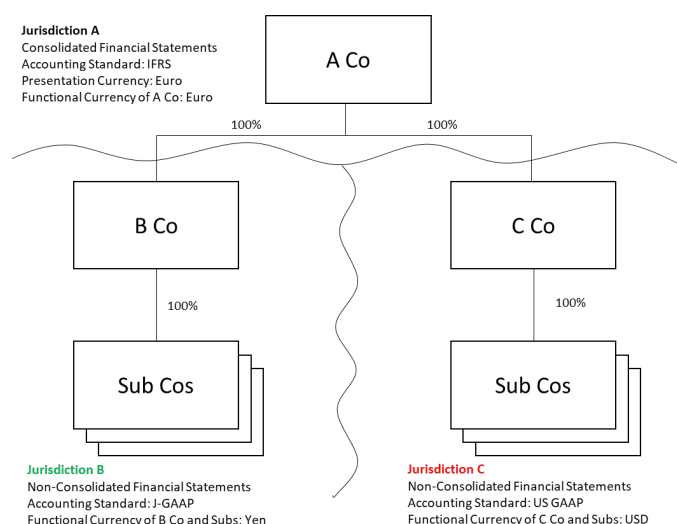 Jurisdiction A
Consolidated Financial Statements
Accounting Standard: IFRS
Presentation Currency: Euro
Functional Currency of A Co: Euro
A Co
100%
100%
B Co
C Co
100%
100%
Sub Cos
Sub Cos
Jurisdiction B
Non-Consolidated Financial Statements
Accounting Standard: J-GAAP
Functional Currency of B Co and Subs: Yen
Jurisdiction C
Non-Consolidated Financial Statements
Accounting Standard: US GAAP
Functional Currency of C Co and Subs: USD